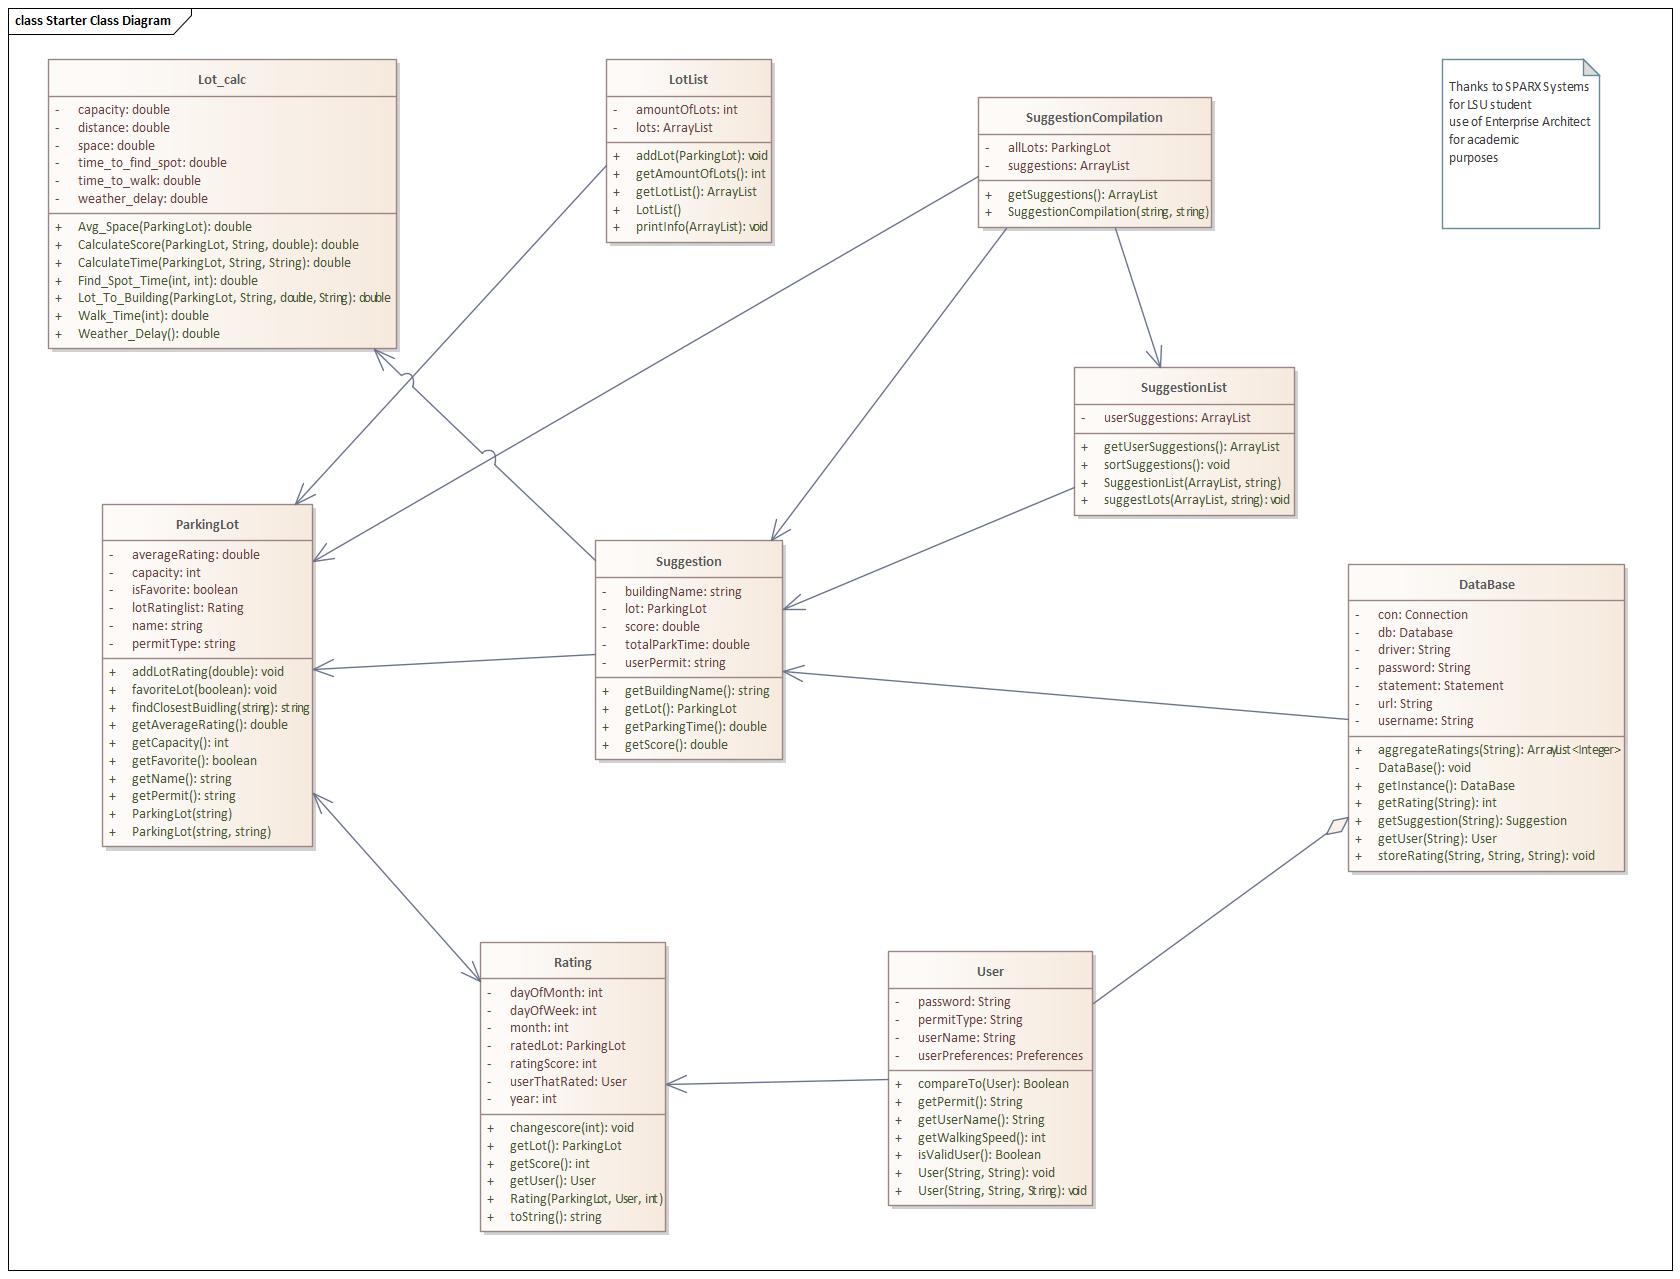 class Starter Class Diagram
Lot_calc
- capacity: double
- distance: double
- space: double
- time_to_find_spot: double
- time_to_walk: double
- weather_delay: double
+ Avg_Space(ParkingLot): double
+ CalculateScore(ParkingLot, String, double): double
+ CalculateTime(ParkingLot, String, String): double
+ Find_Spot_Time(int, int): double
+ Lot_To_Building(ParkingLot, String, double, String): double
+ Walk_Time(int): double
+ Weather_Delay(): double
LotList
- amountOfLots: int
- lots: ArrayList
+ addLot(ParkingLot): void
+ getAmountOfLots(): int
+ getLotList(): ArrayList
+ LotList()
+ printInfo(ArrayList): void
SuggestionCompilation
- allLots: ParkingLot
- suggestions: ArrayList
+ getSuggestions(): ArrayList
+ SuggestionCompilation(string, string)
Thanks to SPARX Systems
for LSU student
use of Enterprise Architect
for academic
purposes
SuggestionList
- userSuggestions: ArrayList
+ getUserSuggestions(): ArrayList
+ sortSuggestions(): void
+ SuggestionList(ArrayList, string)
+ suggestLots(ArrayList, string): void
ParkingLot
- averageRating: double
- capacity: int
- isFavorite: boolean
- lotRatinglist: Rating
- name: string
- permitType: string
+ addLotRating(double): void
+ favoriteLot(boolean): void
+ findClosestBuidling(string): string
+ getAverageRating(): double
+ getCapacity(): int
+ getFavorite(): boolean
+ getName(): string
+ getPermit(): string
+ ParkingLot(string)
+ ParkingLot(string, string)
Suggestion
- buildingName: string
- lot: ParkingLot
- score: double
- totalParkTime: double
- userPermit: string
+ getBuildingName(): string
+ getLot(): ParkingLot
+ getParkingTime(): double
+ getScore(): double
DataBase
- con: Connection
- db: Database
- driver: String
- password: String
- statement: Statement
- url: String
- username: String
+ aggregateRatings(String): ArrayList<Integer>
- DataBase(): void
+ getInstance(): DataBase
+ getRating(String): int
+ getSuggestion(String): Suggestion
+ getUser(String): User
+ storeRating(String, String, String): void
Rating
- dayOfMonth: int
- dayOfWeek: int
- month: int
- ratedLot: ParkingLot
- ratingScore: int
- userThatRated: User
- year: int
+ changescore(int): void
+ getLot(): ParkingLot
+ getScore(): int
+ getUser(): User
+ Rating(ParkingLot, User, int)
+ toString(): string
User
- password: String
- permitType: String
- userName: String
- userPreferences: Preferences
+ compareTo(User): Boolean
+ getPermit(): String
+ getUserName(): String
+ getWalkingSpeed(): int
+ isValidUser(): Boolean
+ User(String, String): void
+ User(String, String, String): void